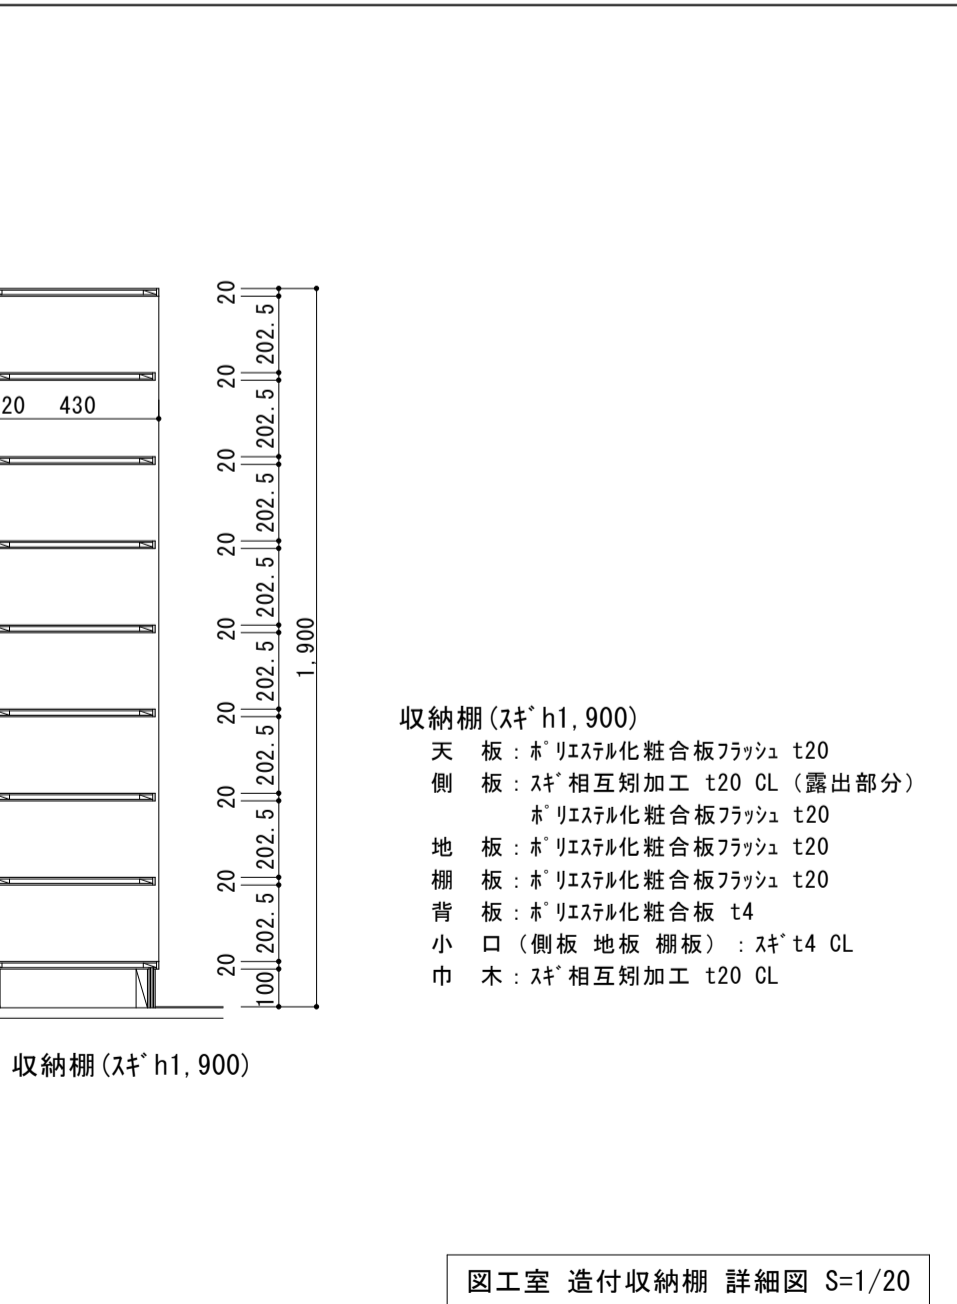 20
202.5
20
202.5
20 430
20
202.5
20
202.5
20
202.5
1,900
20
202.5
20
202.5
20
202.5
20
100
収納棚(ｽｷﾞh1,900)
天 板：ﾎﾟﾘｴｽﾃﾙ化粧合板ﾌﾗｯｼｭ t20
側 板：ｽｷﾞ相互矧加工 t20 CL（露出部分）
ﾎﾟﾘｴｽﾃﾙ化粧合板ﾌﾗｯｼｭ t20
地 板：ﾎﾟﾘｴｽﾃﾙ化粧合板ﾌﾗｯｼｭ t20
棚 板：ﾎﾟﾘｴｽﾃﾙ化粧合板ﾌﾗｯｼｭ t20
背 板：ﾎﾟﾘｴｽﾃﾙ化粧合板 t4
小 口（側板 地板 棚板）：ｽｷﾞt4 CL
巾 木：ｽｷﾞ相互矧加工 t20 CL
収納棚(ｽｷﾞh1,900)
図工室 造付収納棚 詳細図 S=1/20